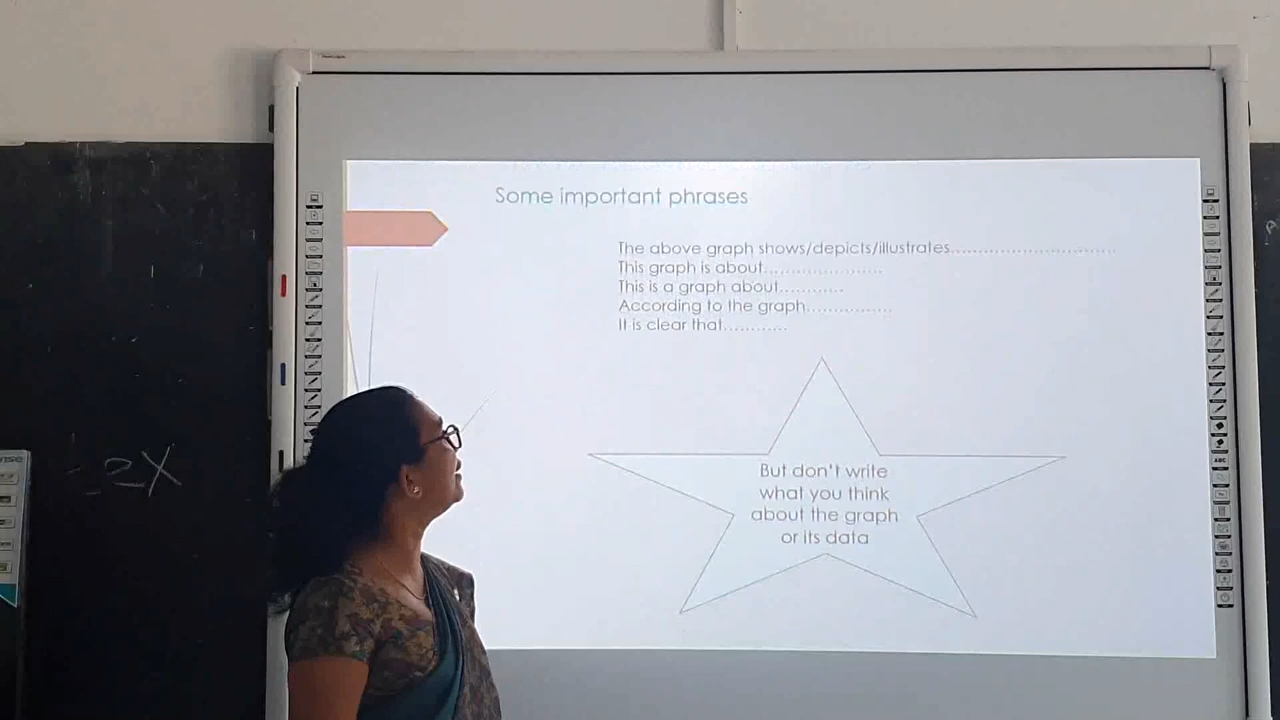 Some important phrases
The above graph shows/depicts/illustrates..............................
This graph is about......................
This is a graph about............
According to the graph................
It is clear that............
But don't write
what you think
about the graph
or its data
ABC